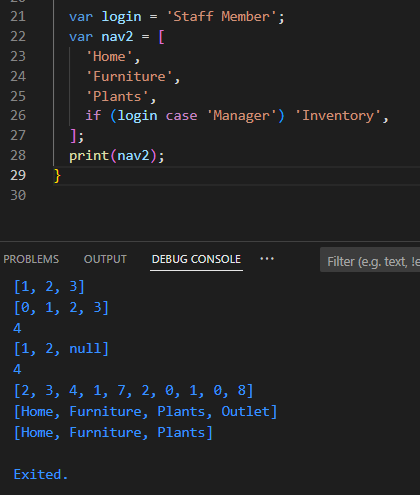 21 var login = 'Staff Member';
22 var nav2 = [
23 'Home',
24 'Furniture',
25 'Plants',
26 if (login case 'Manager') 'Inventory',
27 ];
28 print(nav2);
29 }
30
PROBLEMS OUTPUT DEBUG CONSOLE ··· Filter (e.g. text, !e
[1, 2, 3]
[0, 1, 2, 3]
4
[1, 2, null]
4
[2, 3, 4, 1, 7, 2, 0, 1, 0, 8]
[Home, Furniture, Plants, Outlet]
[Home, Furniture, Plants]
Exited.